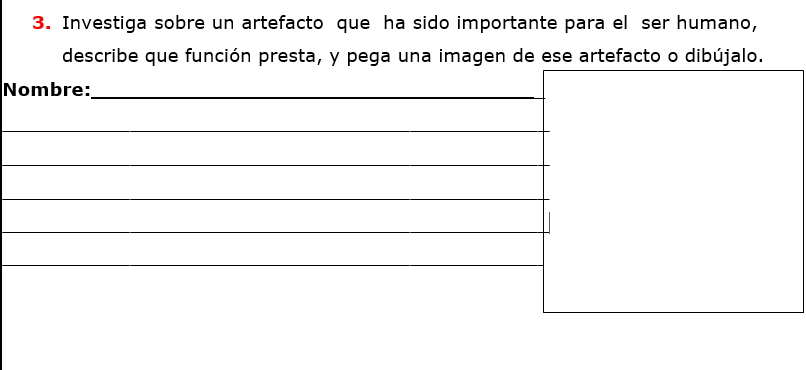 3. Investiga sobre un artefacto que ha sido importante para el ser humano,
describe que función presta, y pega una imagen de ese artefacto o dibújalo.
Nombre: